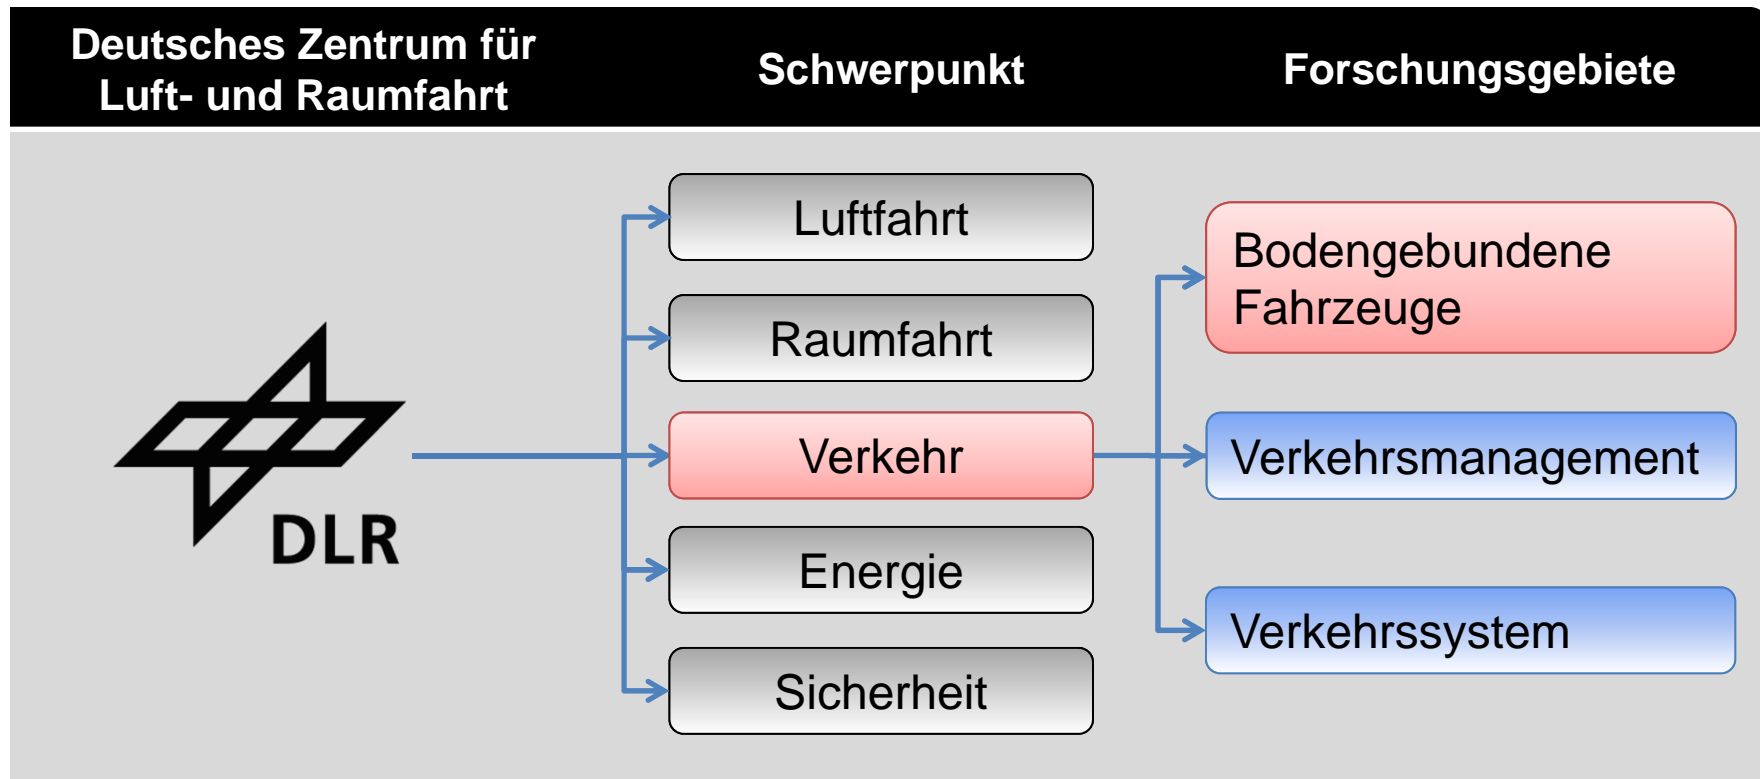 Deutsches Zentrum für
Luft- und Raumfahrt
Schwerpunkt
Forschungsgebiete
DLR
Luftfahrt
Raumfahrt
Verkehr
Energie
Sicherheit
Bodengebundene
Fahrzeuge
Verkehrsmanagement
Verkehrssystem